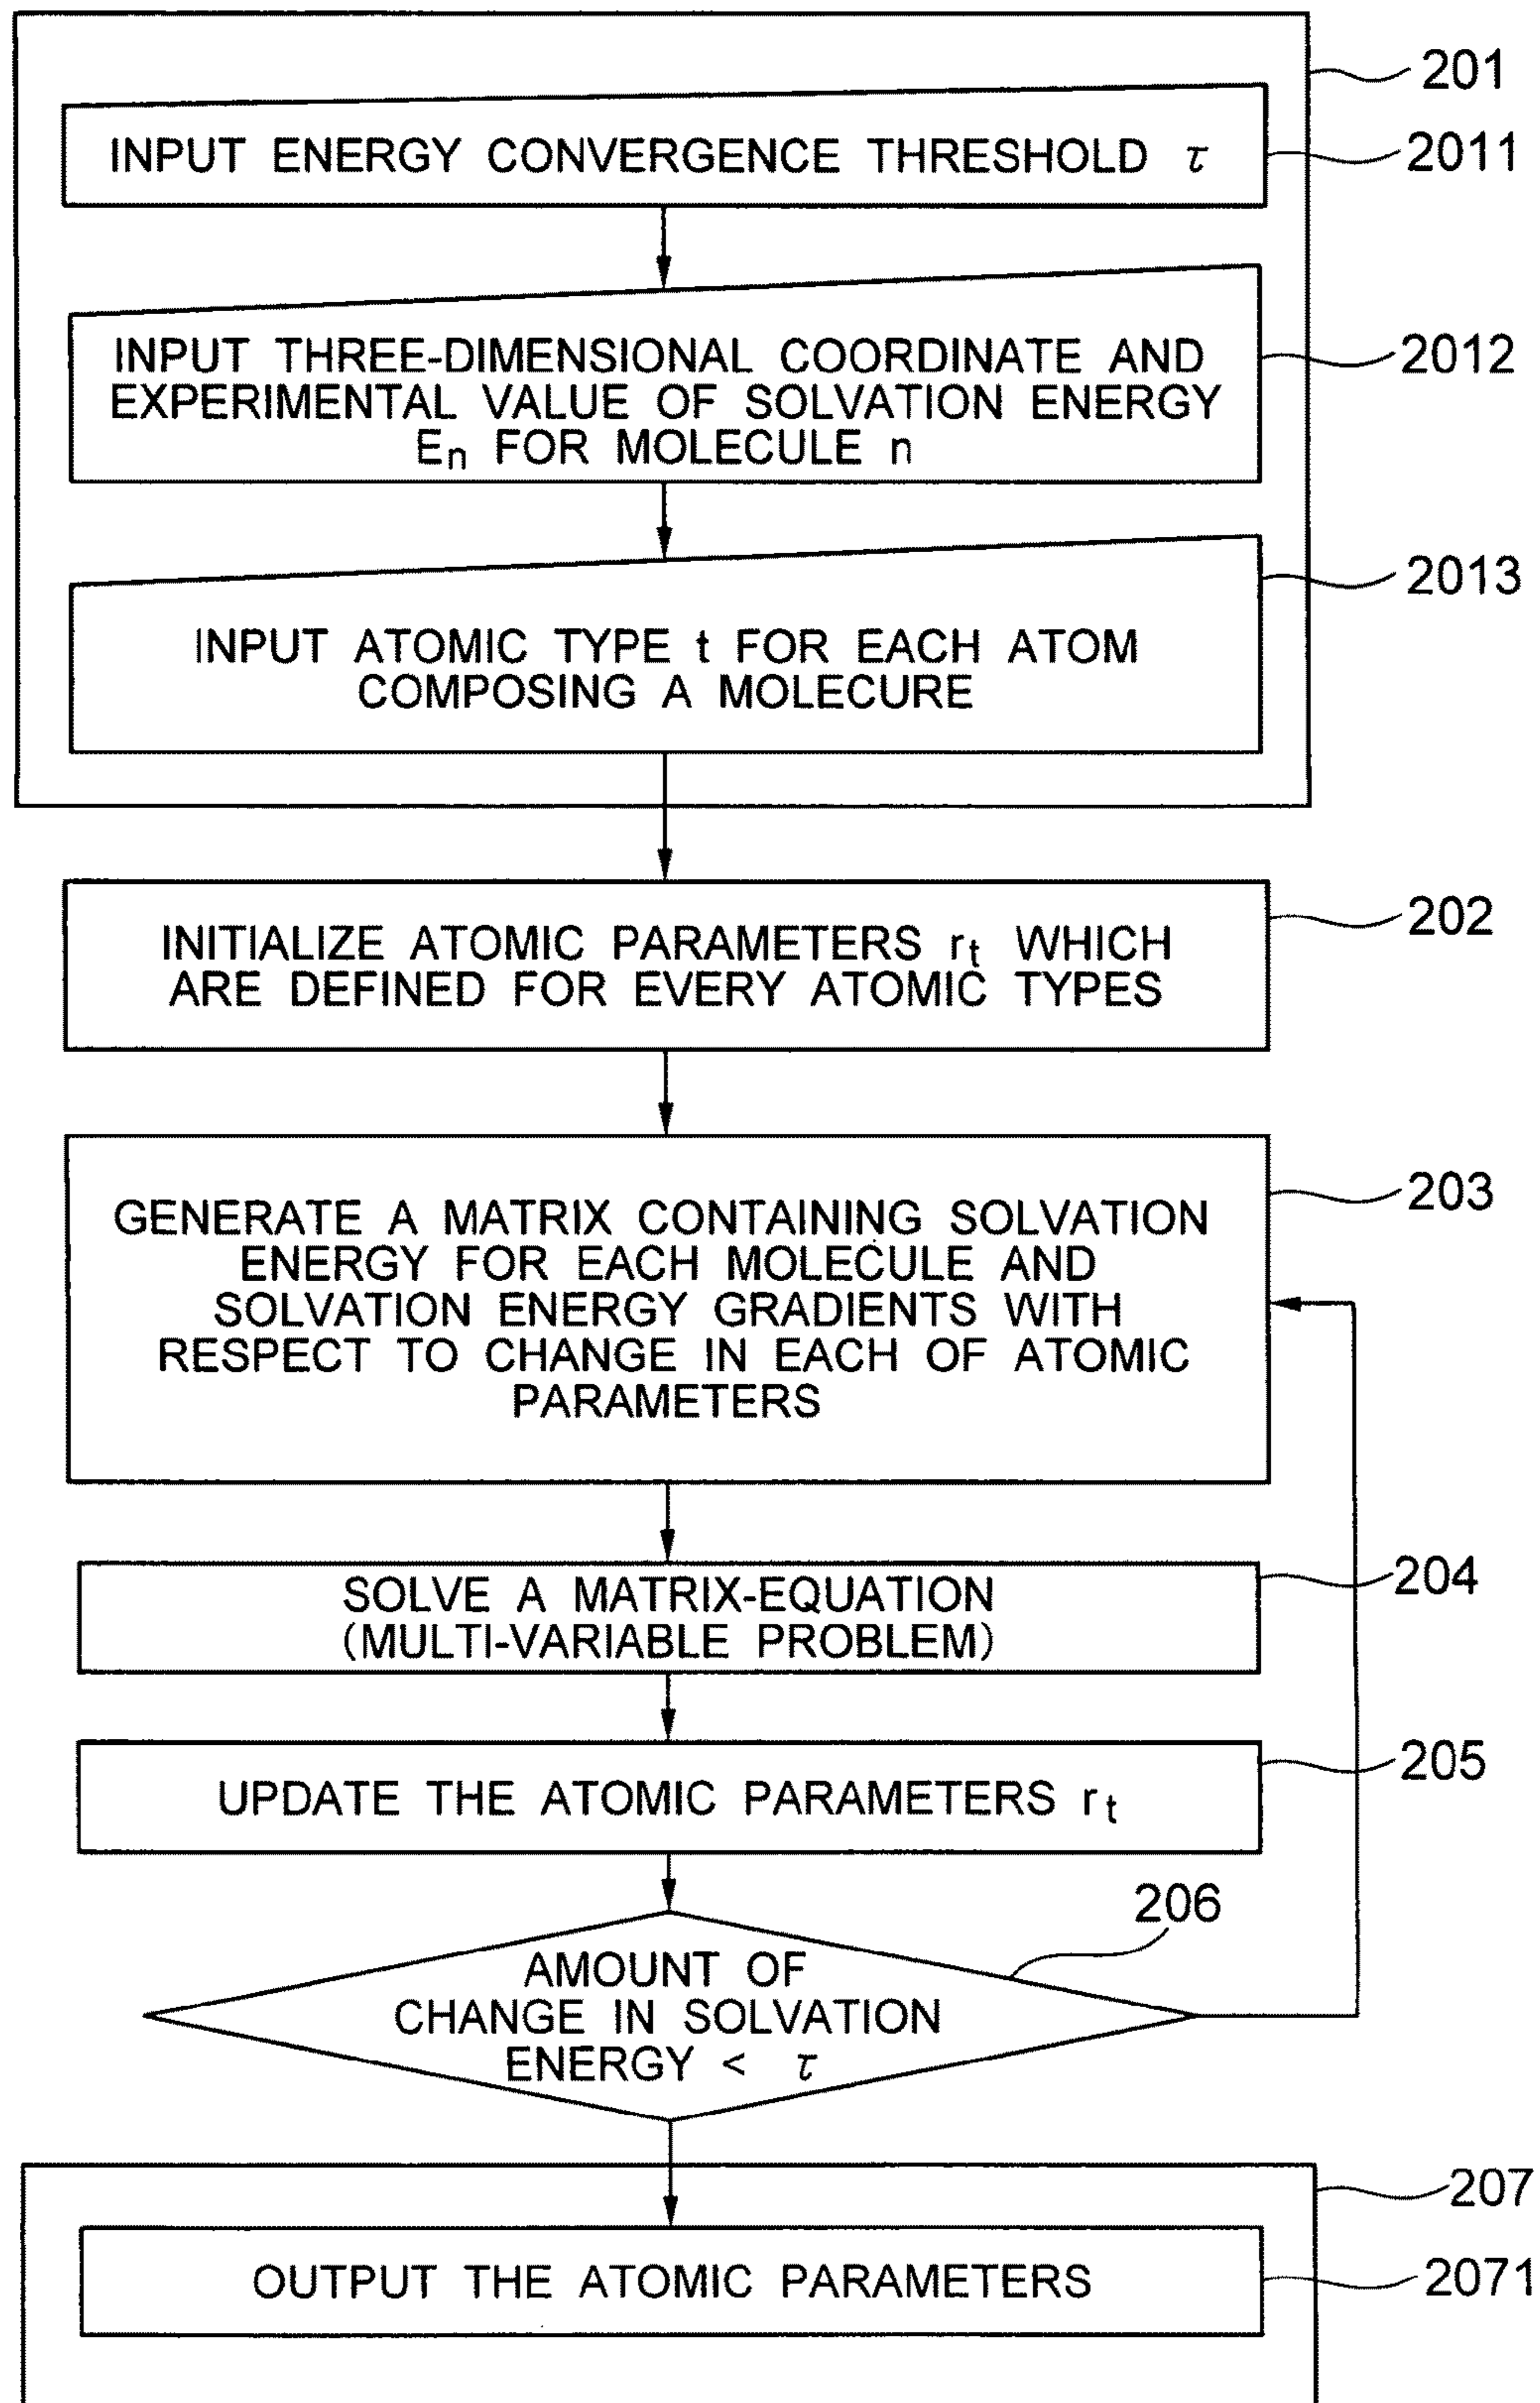 201
INPUT ENERGY CONVERGENCE THRESHOLD τ
2011
INPUT THREE-DIMENSIONAL COORDINATE AND
EXPERIMENTAL VALUE OF SOLVATION ENERGY
En FOR MOLECULE n
2012
INPUT ATOMIC TYPE t FOR EACH ATOM
COMPOSING A MOLECURE
2013
INITIALIZE ATOMIC PARAMETERS rt WHICH
ARE DEFINED FOR EVERY ATOMIC TYPES
202
GENERATE A MATRIX CONTAINING SOLVATION
ENERGY FOR EACH MOLECULE AND
SOLVATION ENERGY GRADIENTS WITH
RESPECT TO CHANGE IN EACH OF ATOMIC
PARAMETERS
203
SOLVE A MATRIX-EQUATION
(MULTI-VARIABLE PROBLEM)
204
UPDATE THE ATOMIC PARAMETERS rt
205
206
AMOUNT OF
CHANGE IN SOLVATION
ENERGY < τ
207
OUTPUT THE ATOMIC PARAMETERS
2071